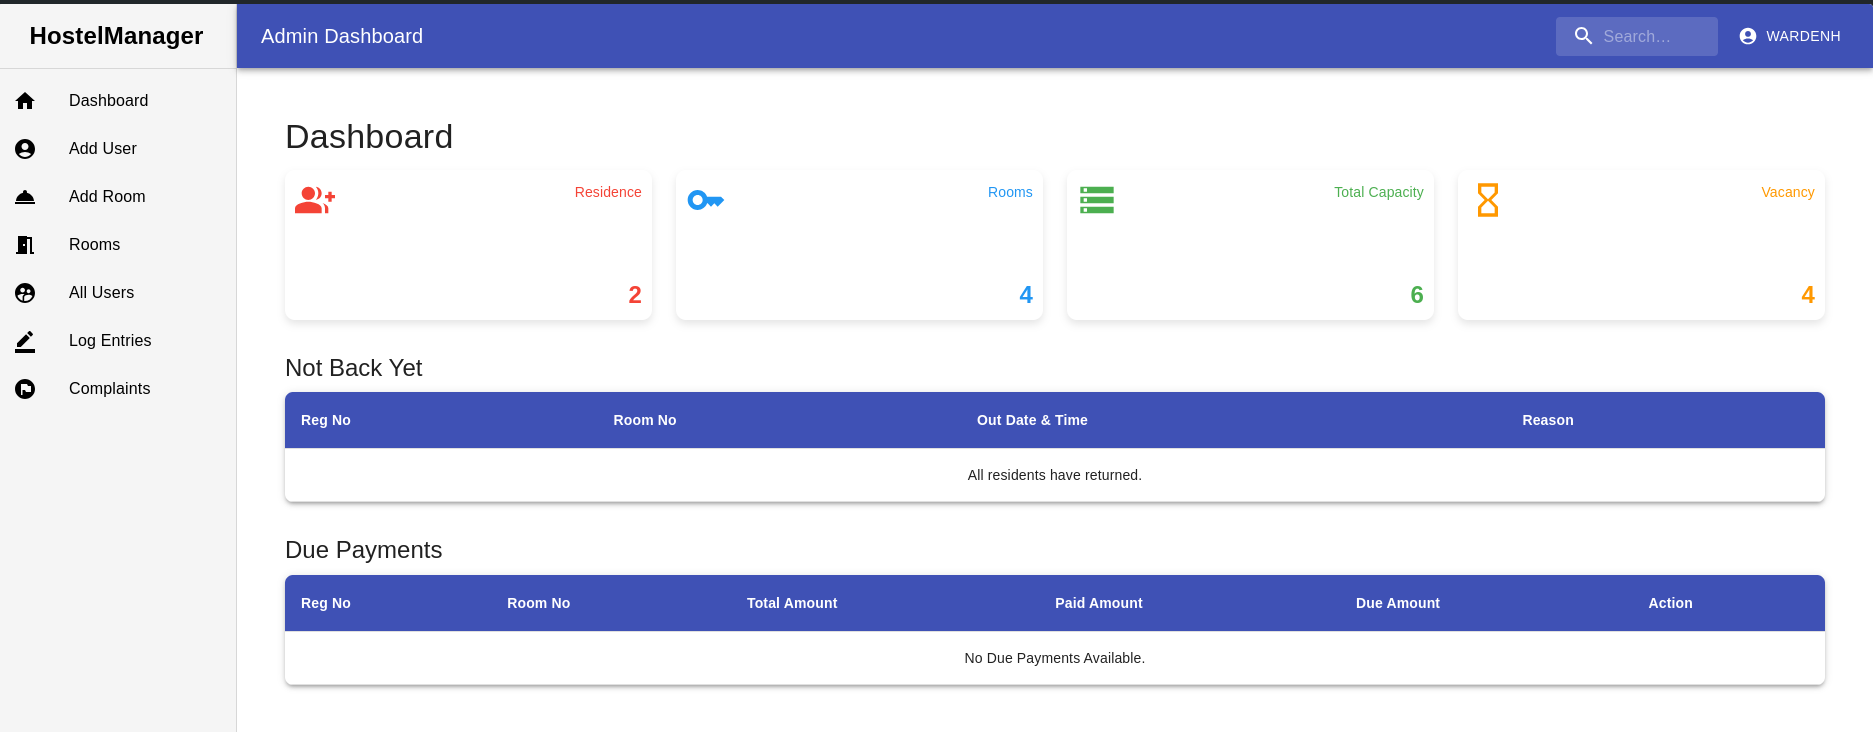 HostelManager
Admin Dashboard
Search…
WARDENH
Dashboard
Add User
Add Room
Rooms
All Users
Log Entries
Complaints
Dashboard
Residence
2
Rooms
4
Total Capacity
6
Vacancy
4
Not Back Yet
Reg No Room No Out Date & Time Reason
All residents have returned.
Due Payments
Reg No Room No Total Amount Paid Amount Due Amount Action
No Due Payments Available.